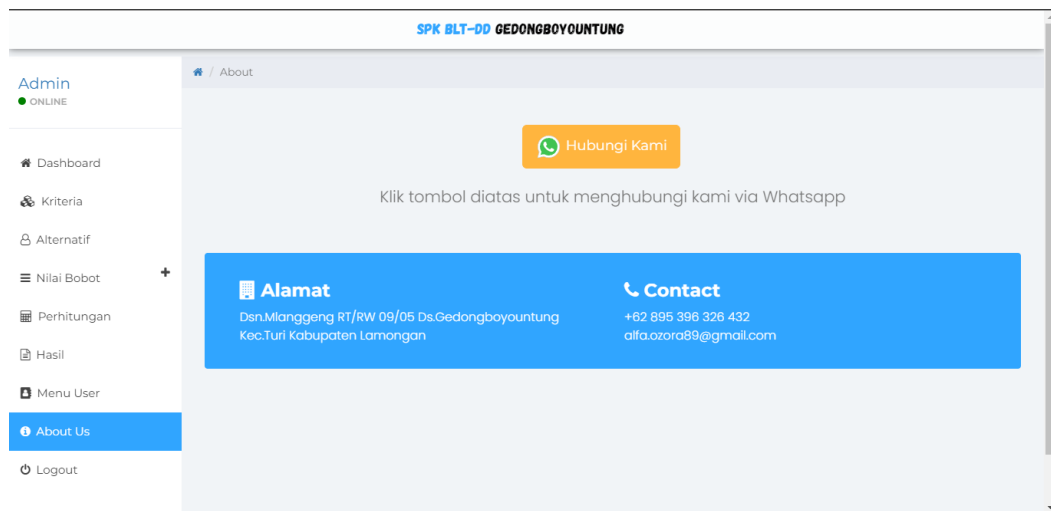 SPK BLT-DD GEDONGBOYOUNTUNG
Admin
ONLINE
/ About
Dashboard
Kriteria
Alternatif
Nilai Bobot
Perhitungan
Hasil
Menu User
About Us
Logout
Hubungi Kami
Klik tombol diatas untuk menghubungi kami via Whatsapp
Alamat
Dsn.Mlanggeng RT/RW 09/05 Ds.Gedongboyountung
Kec.Turi Kabupaten Lamongan
Contact
+62 895 396 326 432
alfa.ozora89@gmail.com